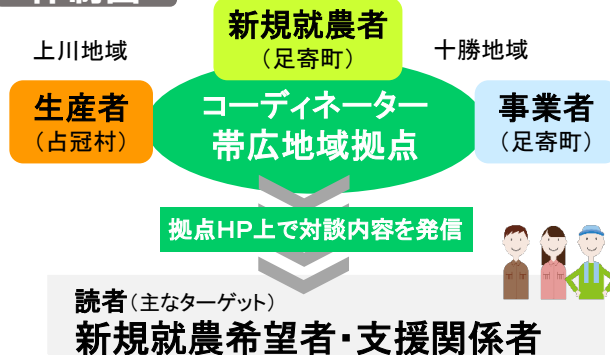 新規就農者
（足寄町）
上川地域
十勝地域
生産者
（占冠村）
コーディネーター
帯広地域拠点
事業者
（足寄町）
拠点HP上で対談内容を発信
読者（主なターゲット）
新規就農希望者・支援関係者